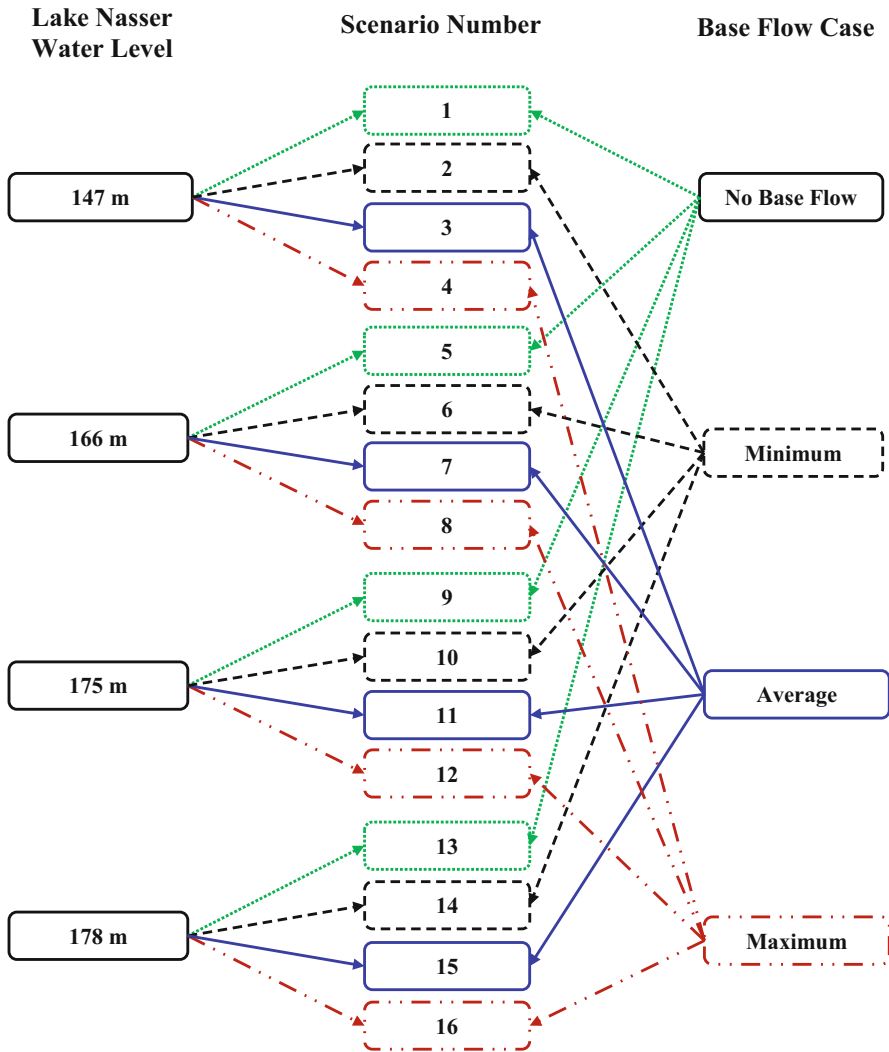 Lake Nasser
Water Level
Scenario Number
Base Flow Case
1
2
147 m
No Base Flow
3
4
5
6
166 m
Minimum
7
8
9
10
175 m
Average
11
12
13
14
178 m
Maximum
15
16